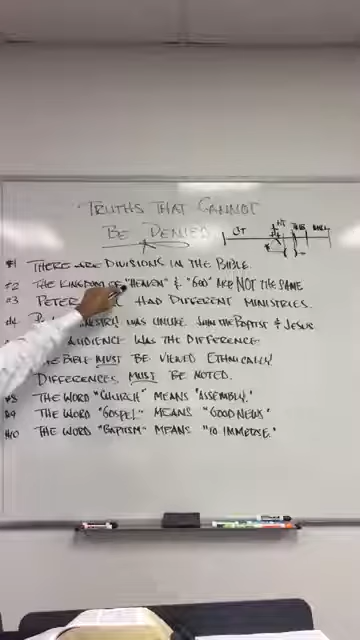 TRUTHS THAT CANNOT
BE DENIED
OT
NT
#1 THERE ARE DIVISIONS IN THE BIBLE.
#2 THE KINGDOM OF "HEAVEN" & "GOD" ARE NOT THE SAME
#3 PETER HAD DIFFERENT MINISTRIES.
#4 MINISTRY WAS UNLIKE JOHN THE BAPTIST & JESUS.
AUDIENCE WAS THE DIFFERENCE.
BIBLE MUST BE VIEWED ETHNICALLY
DIFFERENCES MUST BE NOTED.
#8 THE WORD "CHURCH" MEANS "ASSEMBLY."
#9 THE WORD "GOSPEL" MEANS "GOOD NEWS."
#10 THE WORD "BAPTISM" MEANS "TO IMMERSE."